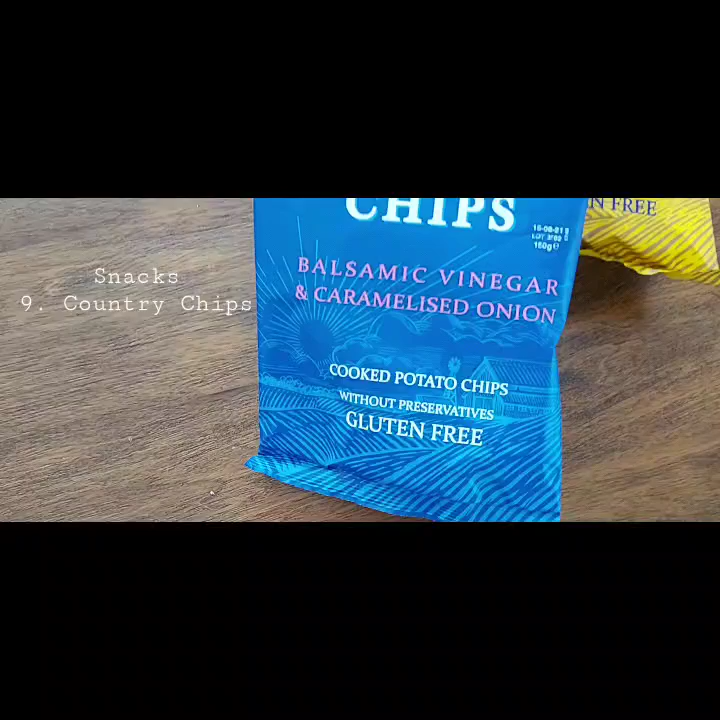 CHIPS
N FREE
150g e
BALSAMIC VINEGAR
& CARAMELISED ONION
Snacks
9. Country Chips
COOKED POTATO CHIPS
WITHOUT PRESERVATIVES
GLUTEN FREE